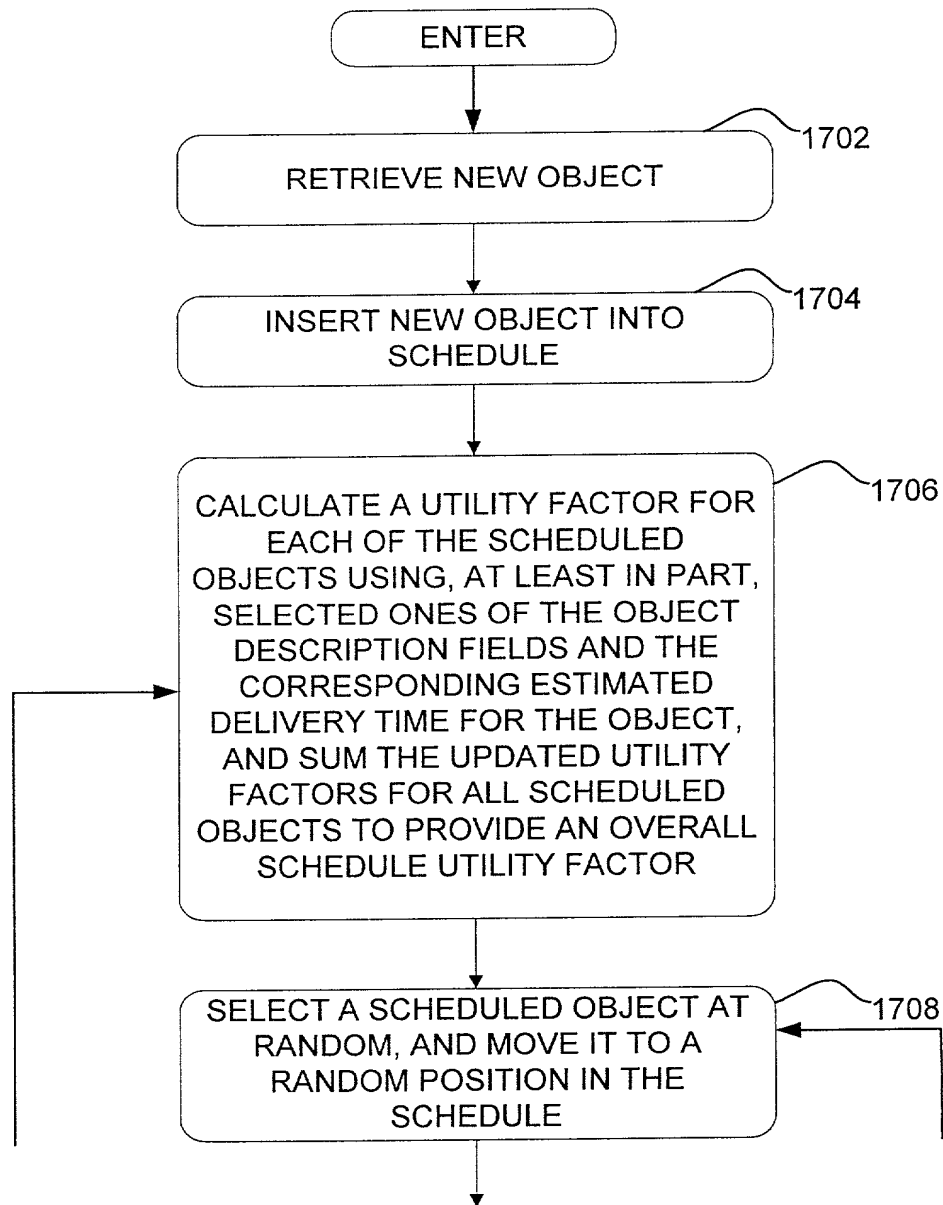 ENTER
1702
RETRIEVE NEW OBJECT
1704
INSERT NEW OBJECT INTO
SCHEDULE
1706
CALCULATE A UTILITY FACTOR FOR
EACH OF THE SCHEDULED
OBJECTS USING, AT LEAST IN PART,
SELECTED ONES OF THE OBJECT
DESCRIPTION FIELDS AND THE
CORRESPONDING ESTIMATED
DELIVERY TIME FOR THE OBJECT,
AND SUM THE UPDATED UTILITY
FACTORS FOR ALL SCHEDULED
OBJECTS TO PROVIDE AN OVERALL
SCHEDULE UTILITY FACTOR
1708
SELECT A SCHEDULED OBJECT AT
RANDOM, AND MOVE IT TO A
RANDOM POSITION IN THE
SCHEDULE